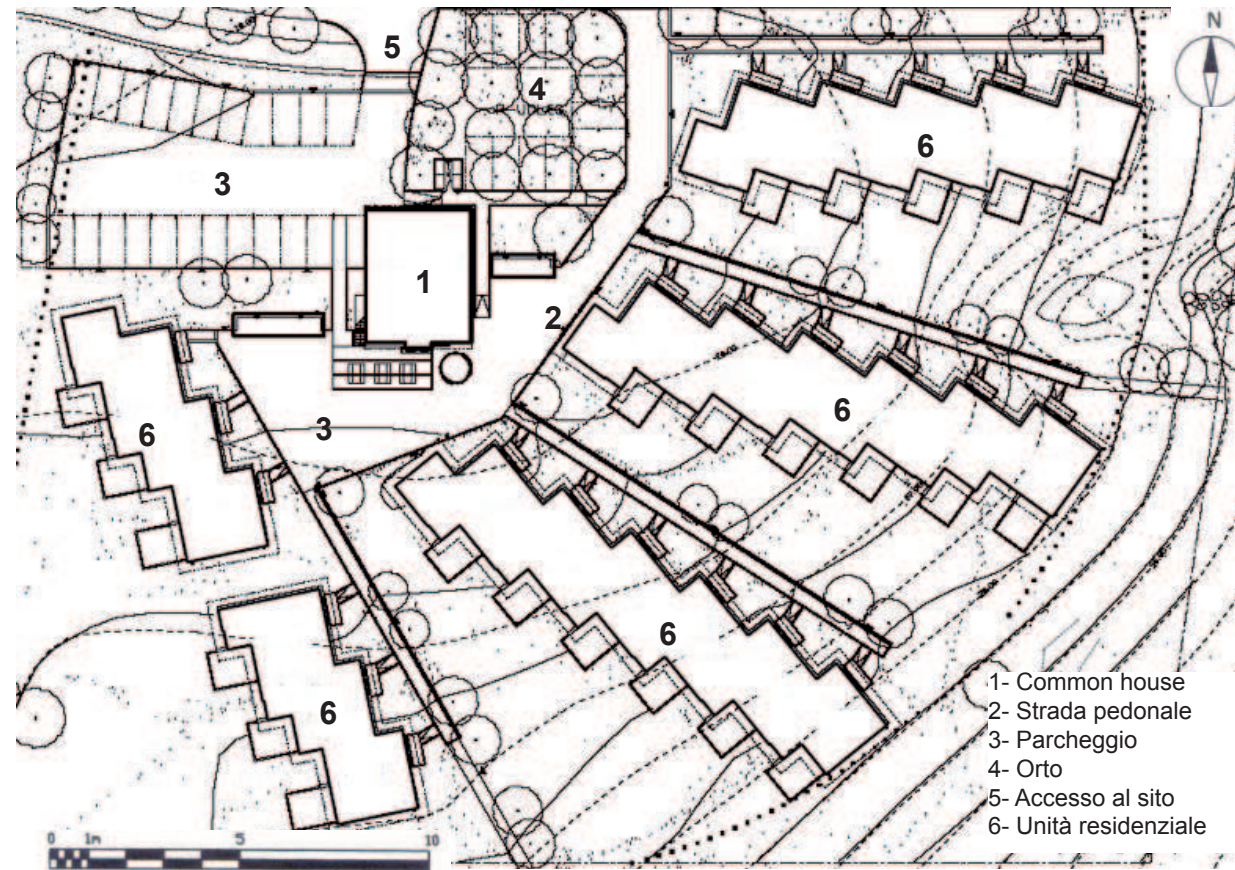 5
N
4
6
3
1
2
6
6
3
6
6
1- Common house
2- Strada pedonale
3- Parcheggio
4- Orto
5- Accesso al sito
6- Unità residenziale
0 1m 5 10